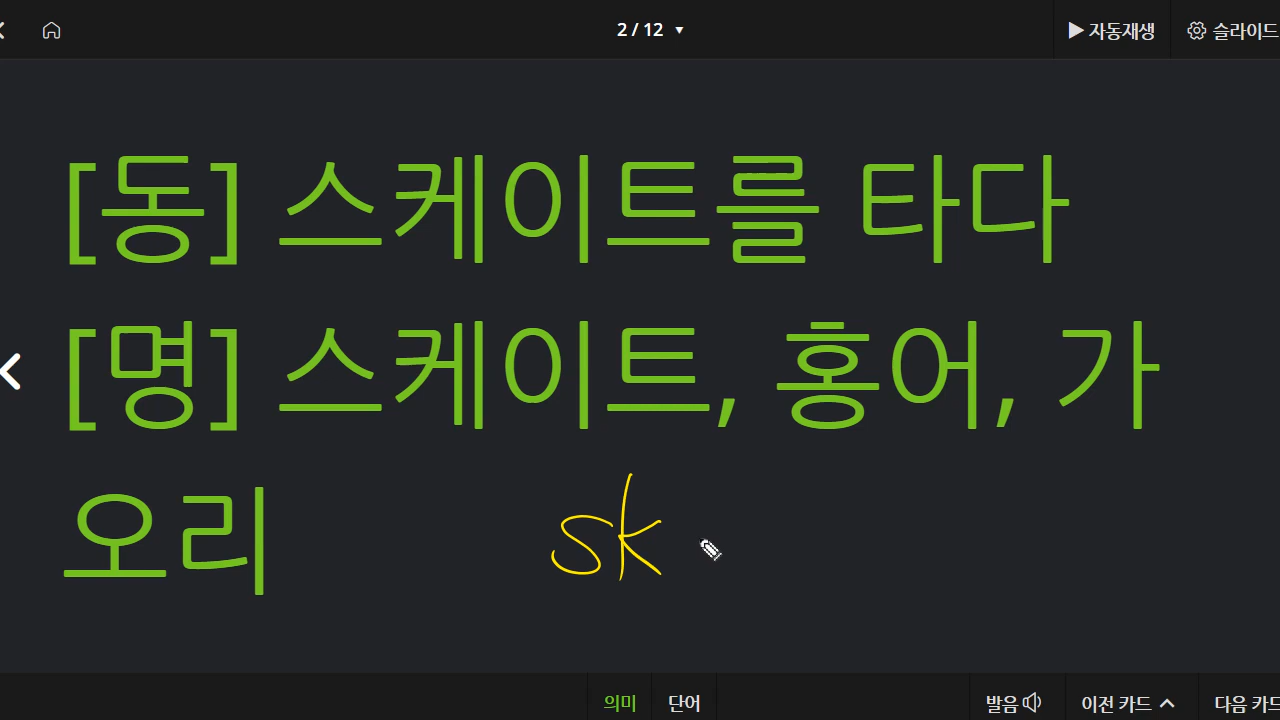 2 / 12 ▼
▶ 자동재생
슬라이드
[동] 스케이트를 타다
[명] 스케이트, 홍어, 가
오리
sk
의미
단어
발음
이전 카드
다음 카드